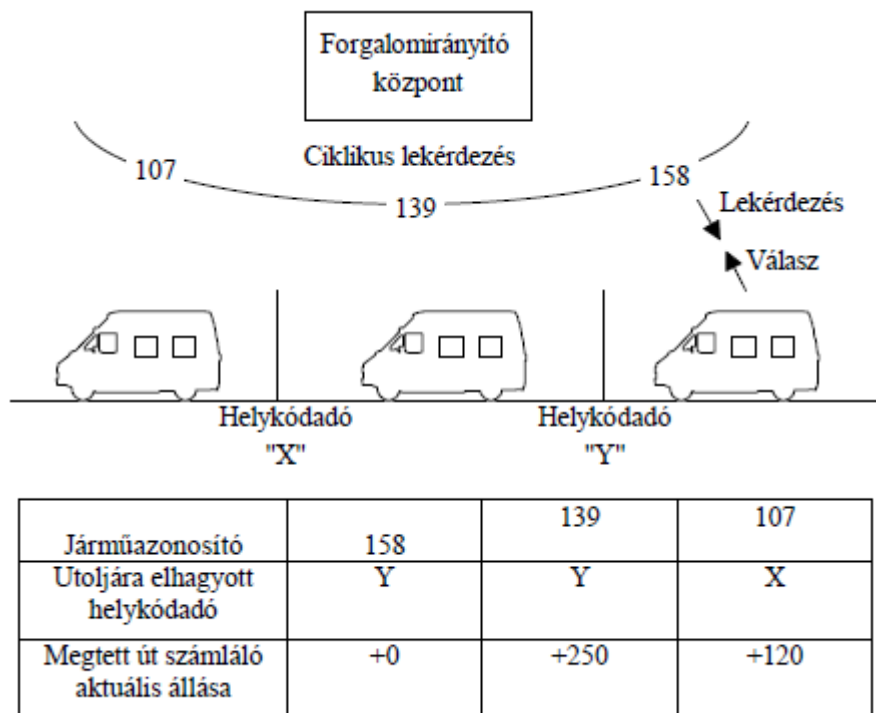 Forgalomirányító
központ
Ciklikus lekérdezés
107
139
158
Lekérdezés
Válasz
Helykódadó
"X"
Helykódadó
"Y"
Járműazonosító 158 139 107
Utoljára elhagyott Y Y X
helykódadó
Megtett út számláló +0 +250 +120
aktuális állása